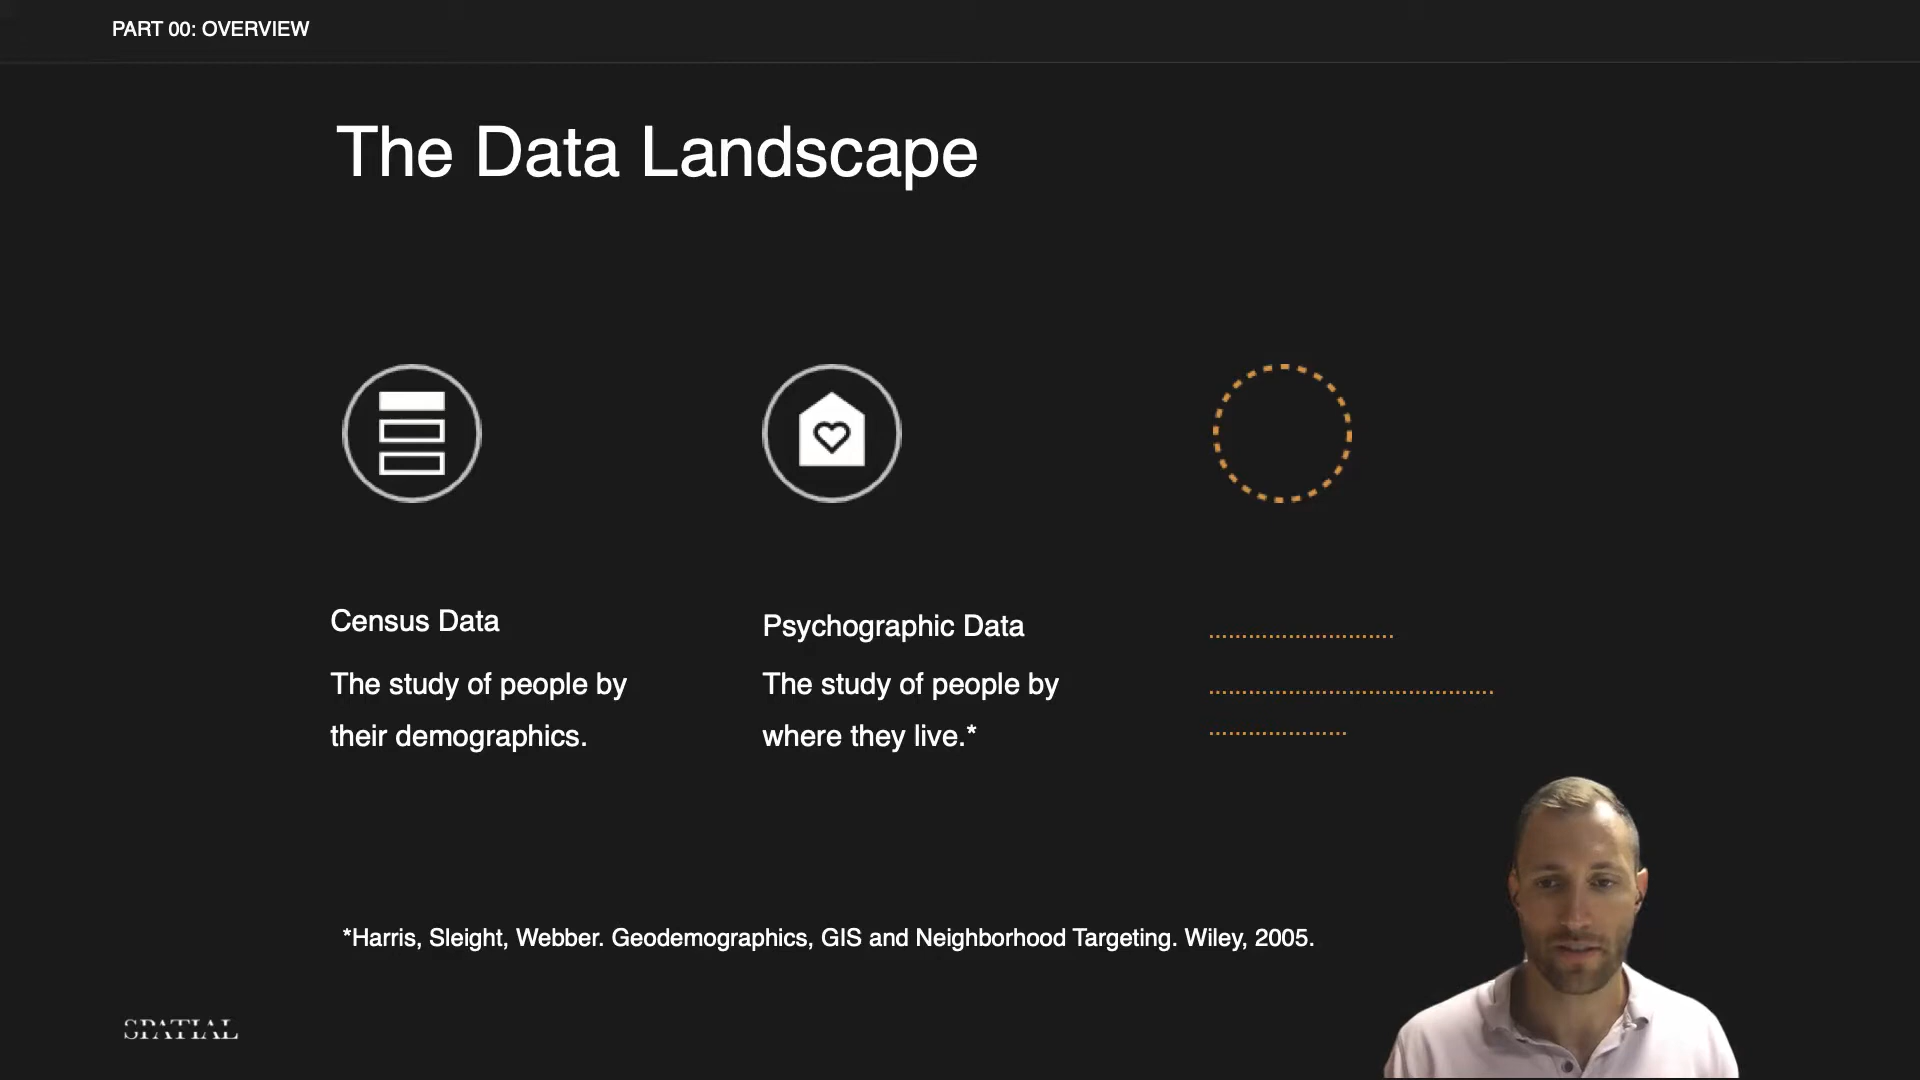 PART 00: OVERVIEW
The Data Landscape
Census Data
The study of people by
their demographics.
Psychographic Data
The study of people by
where they live.*
*Harris, Sleight, Webber. Geodemographics, GIS and Neighborhood Targeting. Wiley, 2005.
SPATIAL